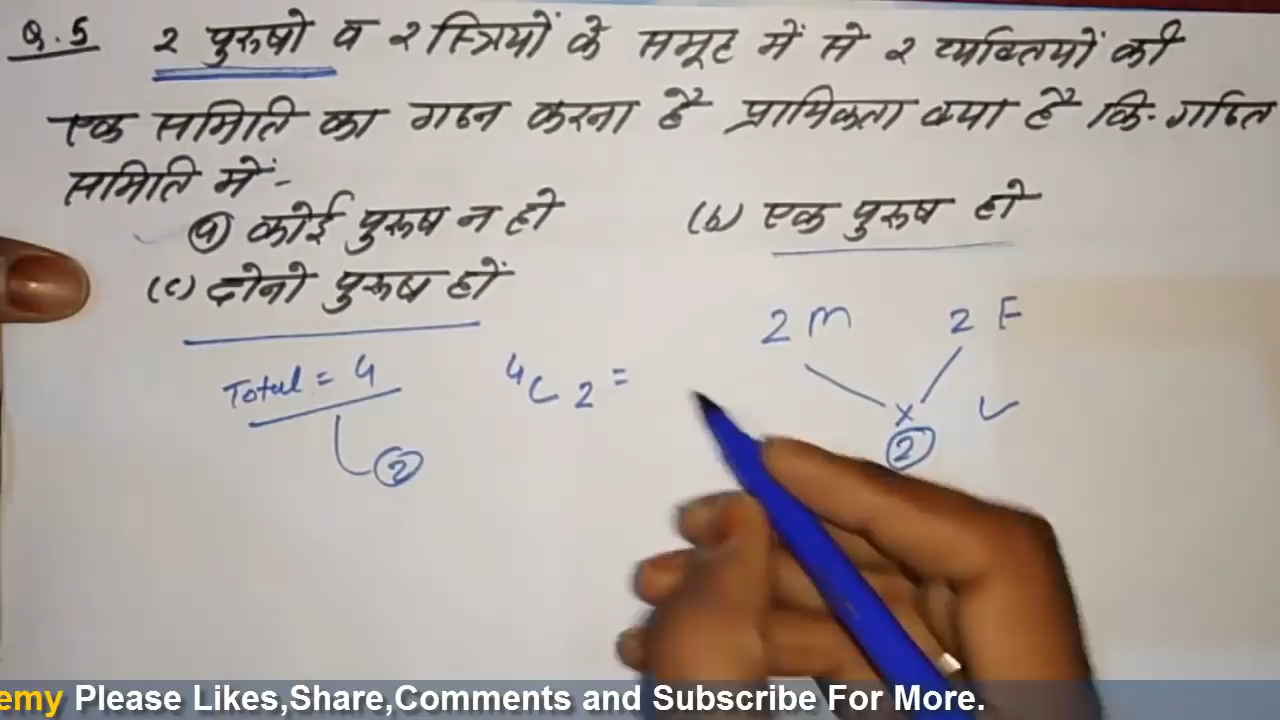 Q.5 2 पुरुषो व 2 स्त्रियों के समूह में से 2 व्यक्तियों की
एक समिति का गठन करना है प्रायिकता क्या है कि. गठित
समिति में-
(a) कोई पुरुष न हो (b) एक पुरुष हो
(c) दोनो पुरुष हों
2 M 2 F
Total = 4 4C2 =
x
2 2
emy Please Likes,Share,Comments and Subscribe For More.